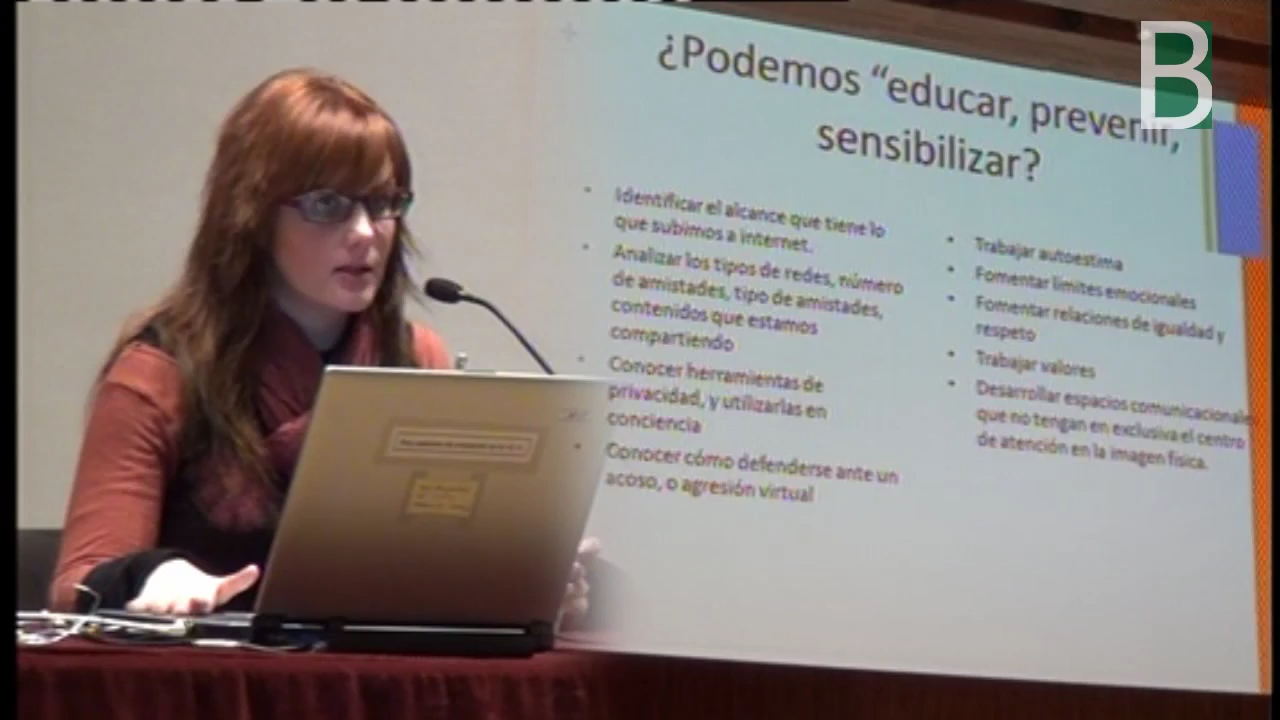 B
¿Podemos “educar, prevenir,
sensibilizar?
• Identificar el alcance que tiene lo
que subimos a internet.
• Analizar los tipos de redes, número
de amistades, tipo de amistades,
contenidos que estamos
compartiendo
• Conocer herramientas de
privacidad, y utilizarlas en
conciencia
• Conocer cómo defenderse ante un
acoso, o agresión virtual
• Trabajar autoestima
• Fomentar límites emocionales
• Fomentar relaciones de igualdad y
respeto
• Trabajar valores
• Desarrollar espacios
que no tengan en exclusiva el centro
de atención en la imagen física.